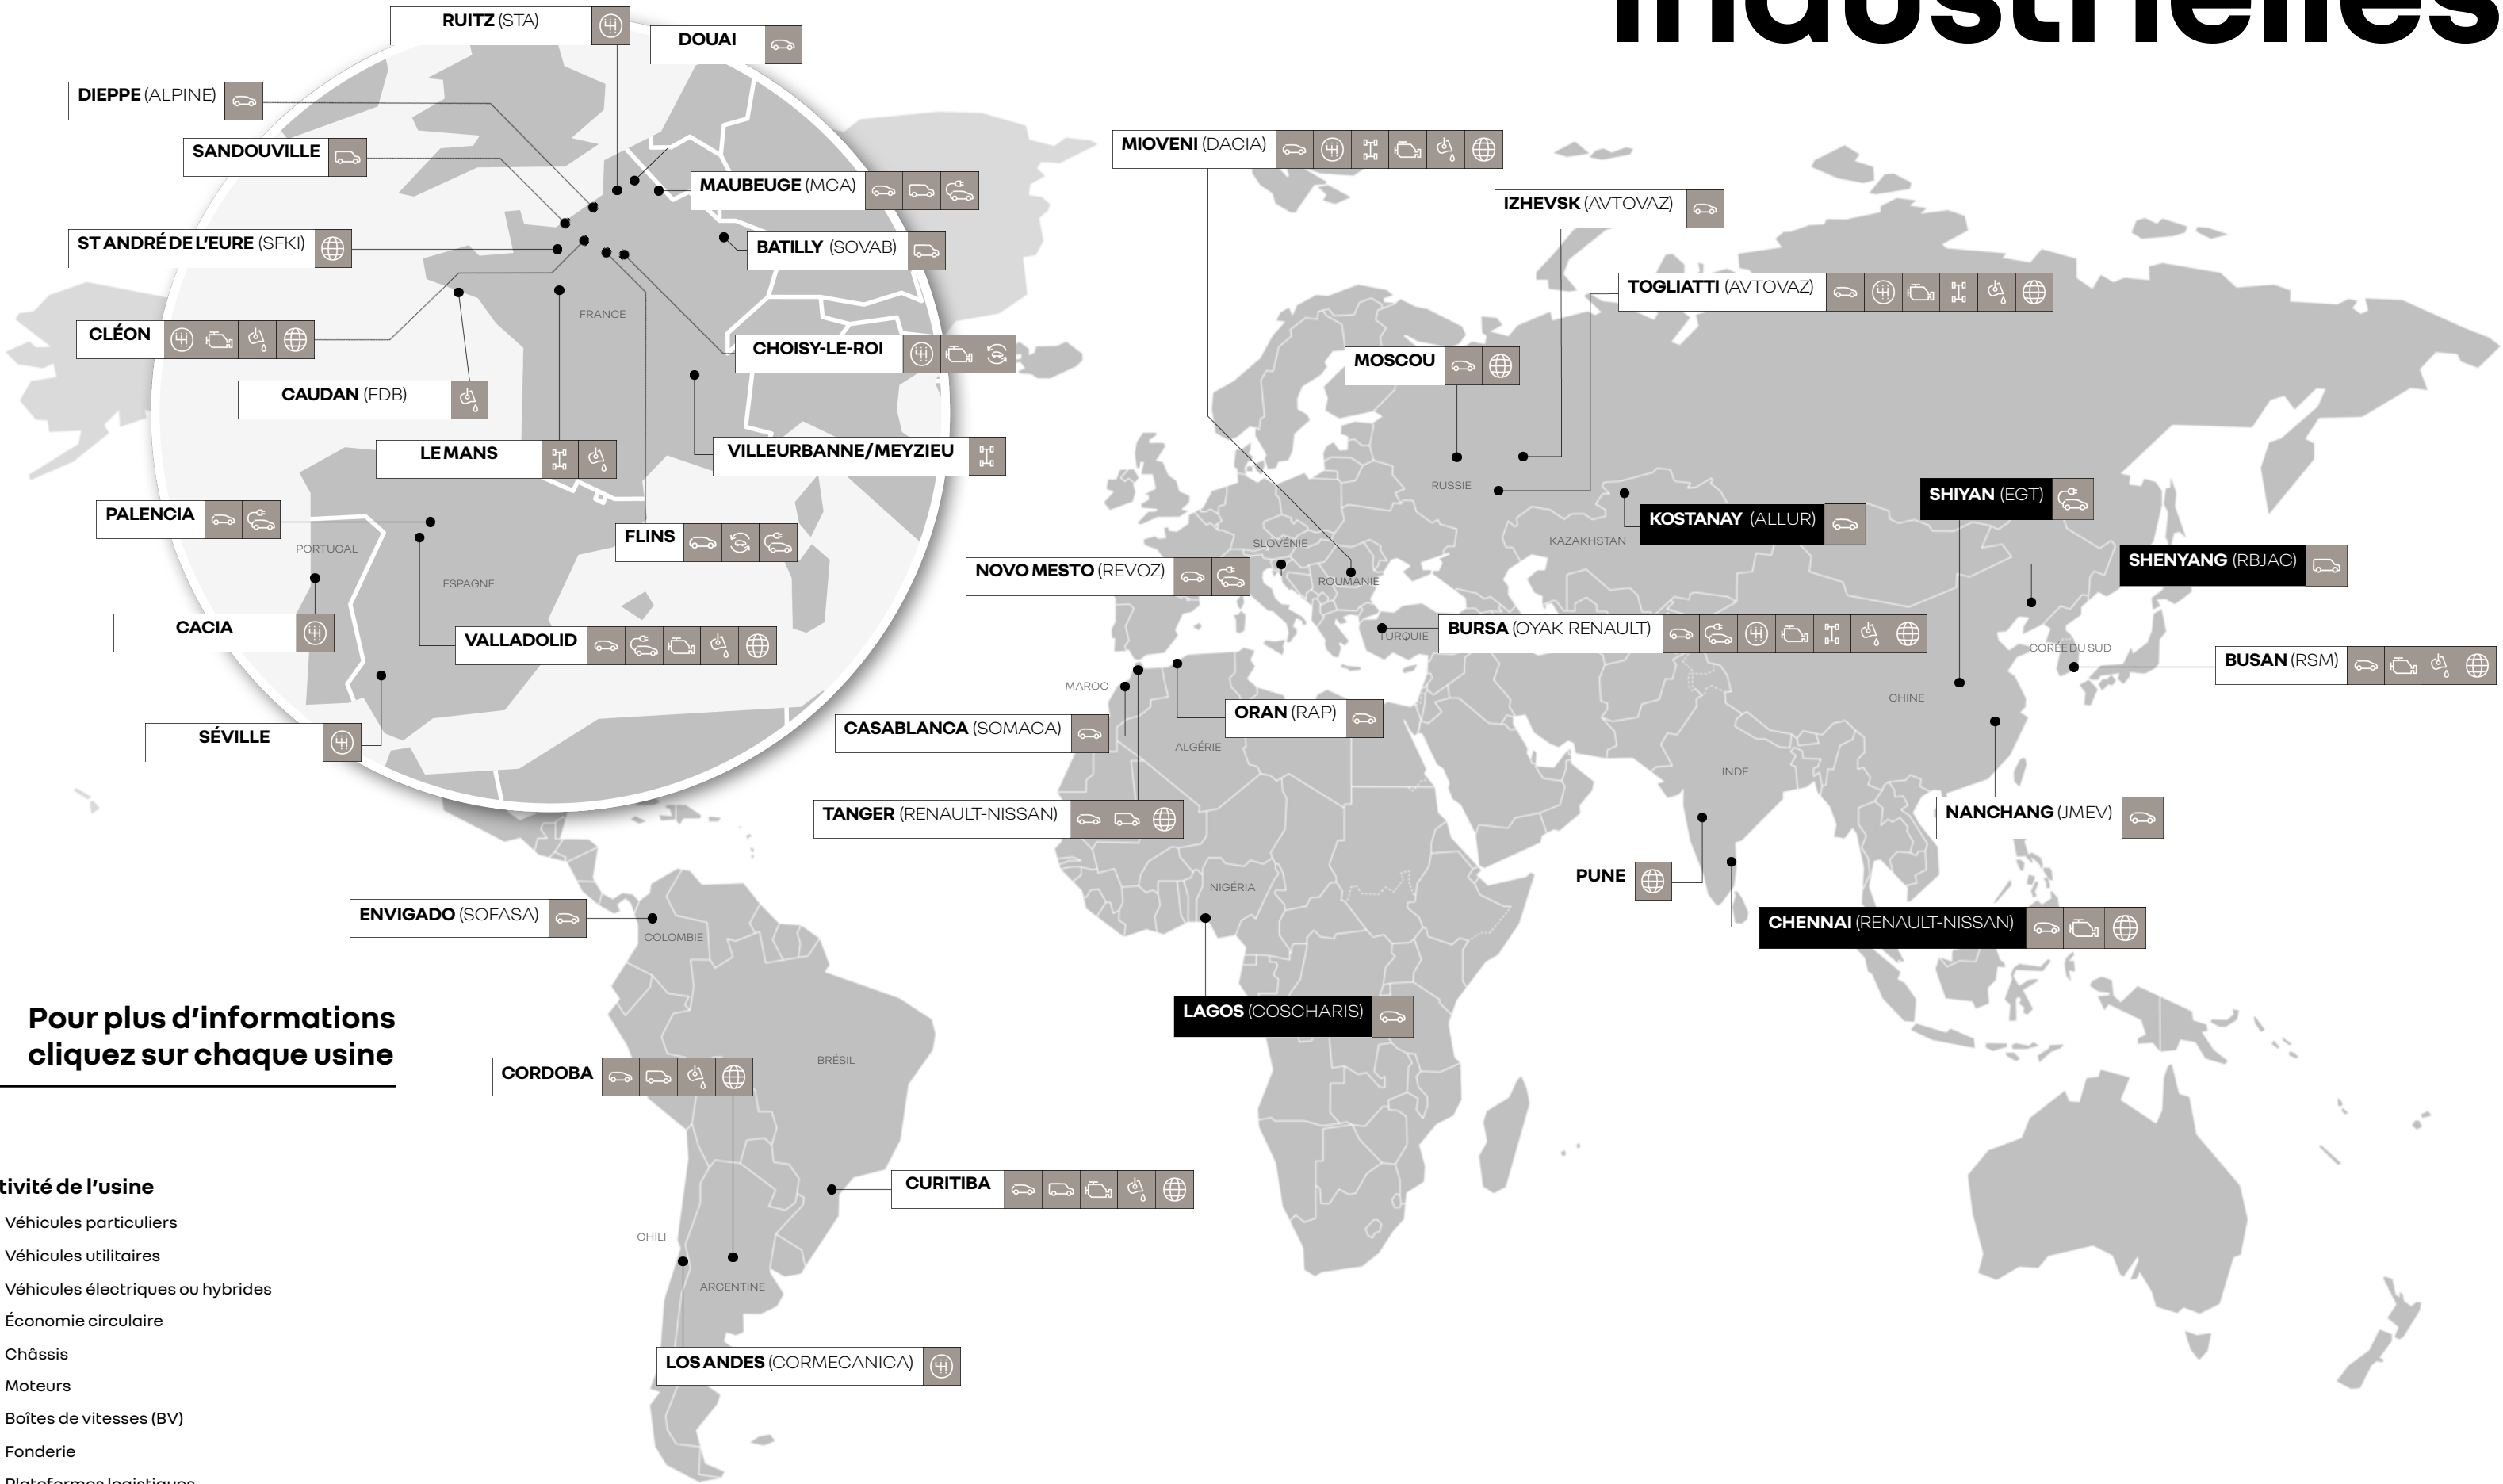 industrielles
RUITZ (STA)
DOUAI
DIEPPE (ALPINE)
SANDOUVILLE
MAUBEUGE (MCA)
ST ANDRÉ DE L'EURE (SFKI)
BATILLY (SOVAB)
FRANCE
CLÉON
CHOISY-LE-ROI
CAUDAN (FDB)
LE MANS
VILLEURBANNE/MEYZIEU
PALENCIA
FLINS
PORTUGAL
ESPAGNE
CACIA
VALLADOLID
SÉVILLE
MIOVENI (DACIA)
IZHEVSK (AVTOVAZ)
TOGLIATTI (AVTOVAZ)
MOSCOU
RUSSIE
SHIYAN (EGT)
KOSTANAY (ALLUR)
KAZAKHSTAN
SLOVÉNIE
SHENYANG (RBJAC)
NOVO MESTO (REVOZ)
ROUMANIE
BURSA (OYAK RENAULT)
TURQUIE
CORÉE DU SUD
BUSAN (RSM)
MAROC
CHINE
ORAN (RAP)
CASABLANCA (SOMACA)
ALGÉRIE
INDE
TANGER (RENAULT-NISSAN)
NANCHANG (JMEV)
PUNE
NIGÉRIA
ENVIGADO (SOFASA)
COLOMBIE
CHENNAI (RENAULT-NISSAN)
LAGOS (COSCHARIS)
Pour plus d'informations
cliquez sur chaque usine
BRÉSIL
CORDOBA
CURITIBA
CHILI
ARGENTINE
LOS ANDES (CORMECANICA)
tivité de l'usine
Véhicules particuliers
Véhicules utilitaires
Véhicules électriques ou hybrides
Économie circulaire
Châssis
Moteurs
Boîtes de vitesses (BV)
Fonderie
Plateformes logistiques